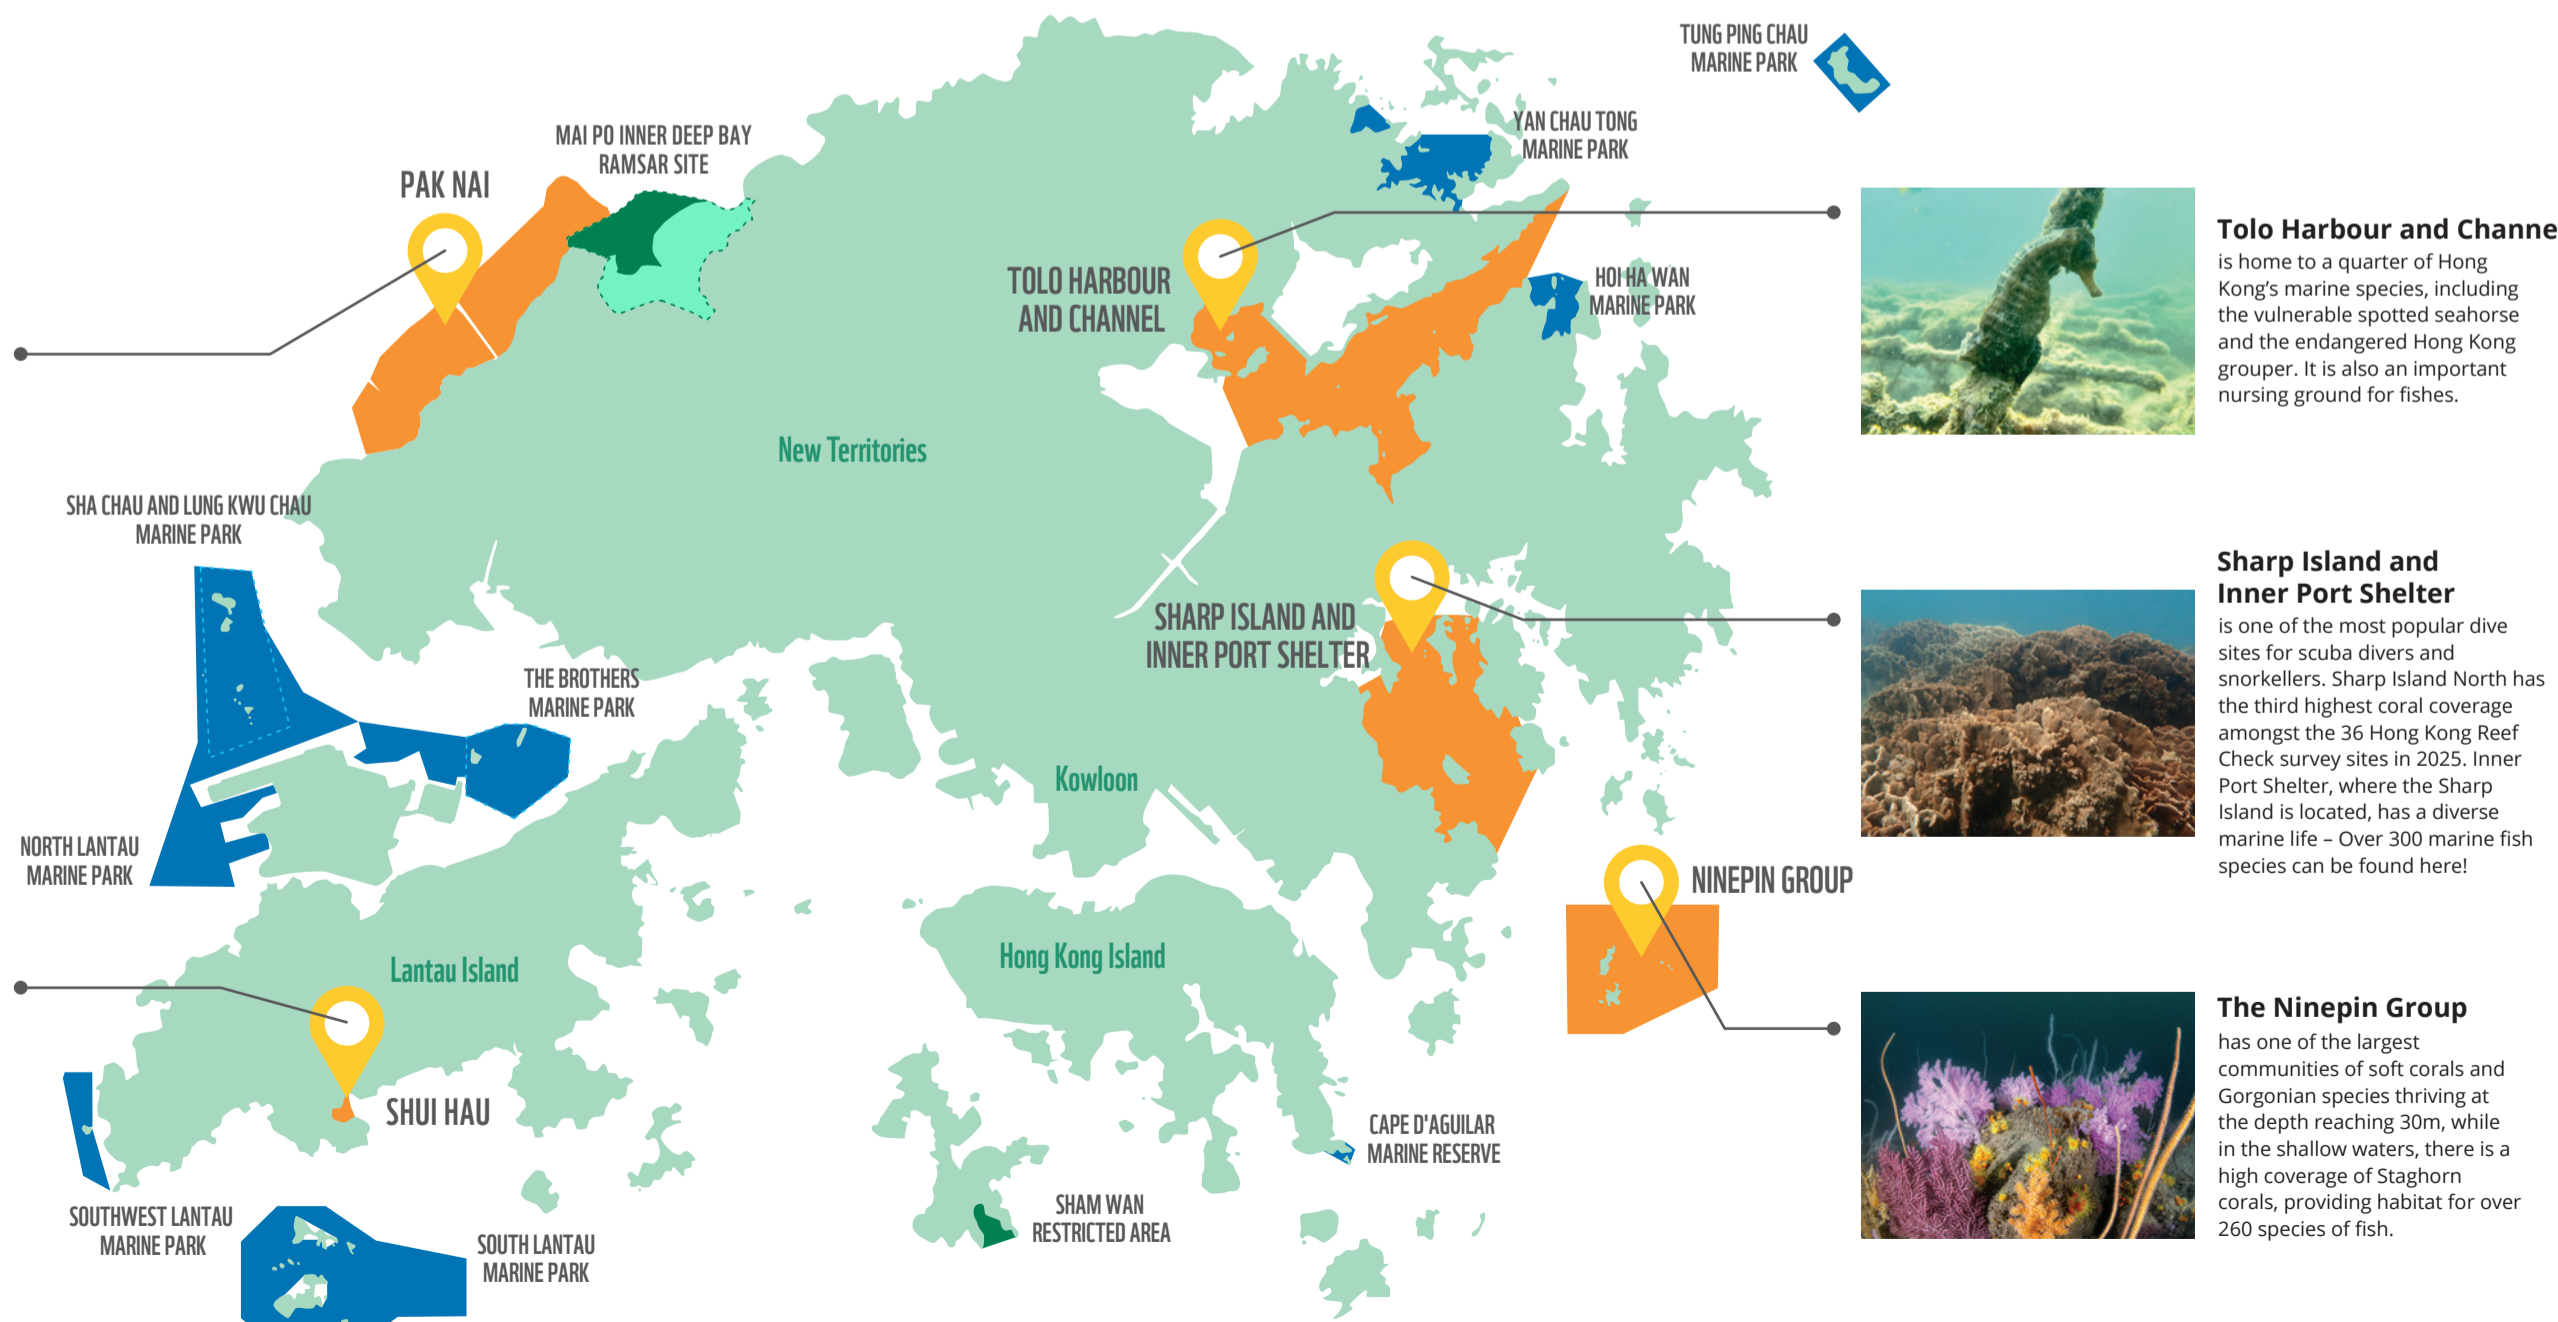 TUNG PING CHAU
MARINE PARK
YAN CHAU TONG
MARINE PARK
MAI PO INNER DEEP BAY
RAMSAR SITE
PAK NAI
TOLO HARBOUR
AND CHANNEL
HOI HA WAN
MARINE PARK
New Territories
SHA CHAU AND LUNG KWU CHAU
MARINE PARK
SHARP ISLAND AND
INNER PORT SHELTER
THE BROTHERS
MARINE PARK
Kowloon
NORTH LANTAU
MARINE PARK
NINEPIN GROUP
Lantau Island
Hong Kong Island
SHUI HAU
CAPE D'AGUILAR
MARINE RESERVE
SHAM WAN
RESTRICTED AREA
SOUTHWEST LANTAU
MARINE PARK
SOUTH LANTAU
MARINE PARK
Tolo Harbour and Channe
is home to a quarter of Hong
Kong’s marine species, including
the vulnerable spotted seahorse
and the endangered Hong Kong
grouper. It is also an important
nursing ground for fishes.
Sharp Island and
Inner Port Shelter
is one of the most popular dive
sites for scuba divers and
snorkellers. Sharp Island North has
the third highest coral coverage
amongst the 36 Hong Kong Reef
Check survey sites in 2025. Inner
Port Shelter, where the Sharp
Island is located, has a diverse
marine life – Over 300 marine fish
species can be found here!
The Ninepin Group
has one of the largest
communities of soft corals and
Gorgonian species thriving at
the depth reaching 30m, while
in the shallow waters, there is a
high coverage of Staghorn
corals, providing habitat for over
260 species of fish.